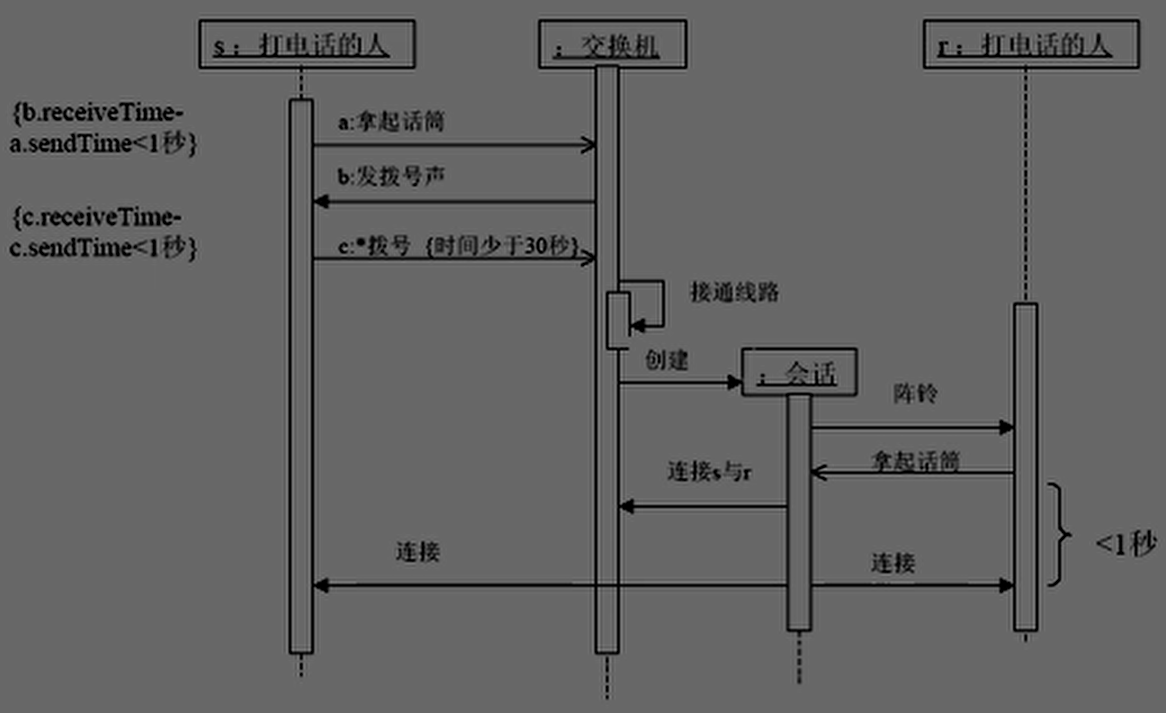 s：打电话的人
：交换机
r：打电话的人
{b.receiveTime-
a.sendTime<1秒}
a:拿起话筒
b:发拨号声
{c.receiveTime-
c.sendTime<1秒}
c:*拨号 {时间少于30秒}
接通线路
创建
：会话
阵铃
拿起话筒
连接s与r
<1秒
连接
连接